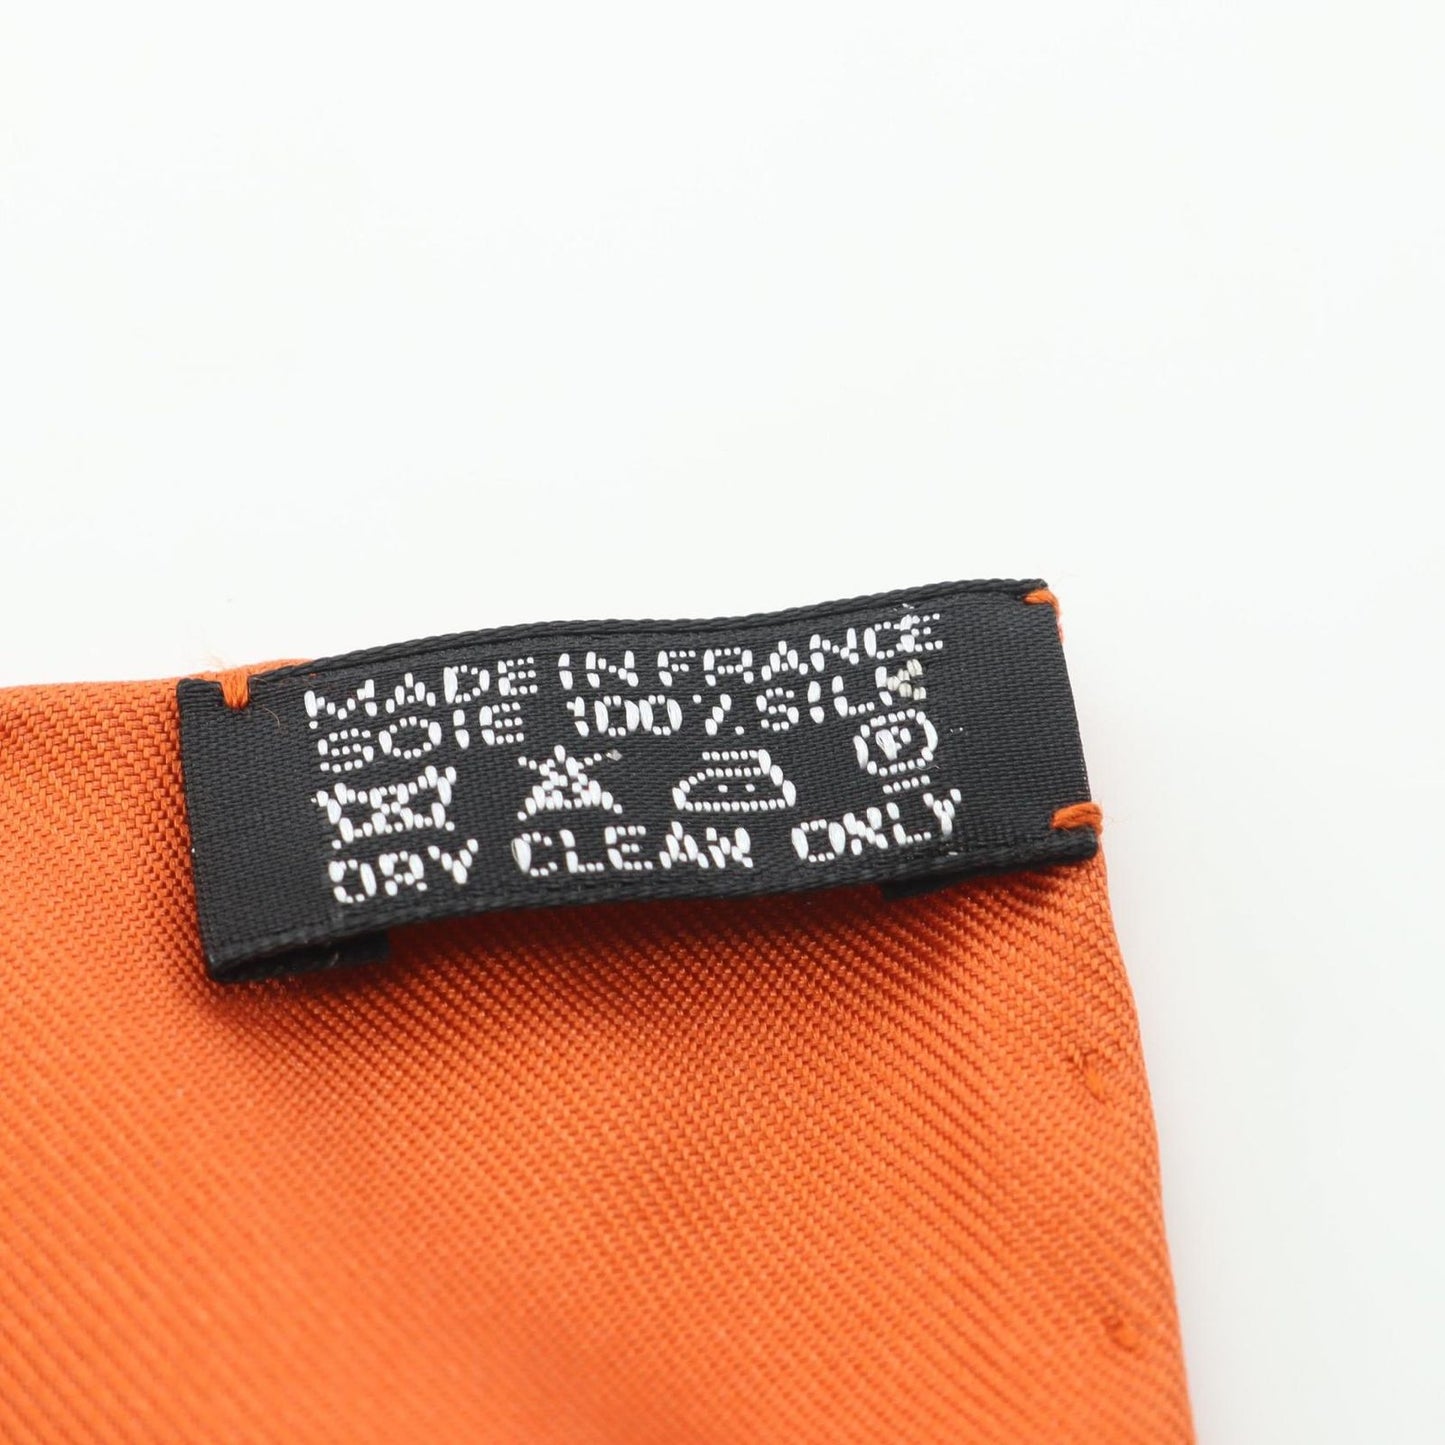 MADE IN FRANCE
SOIE 100% SILK
DRY CLEAN ONLY